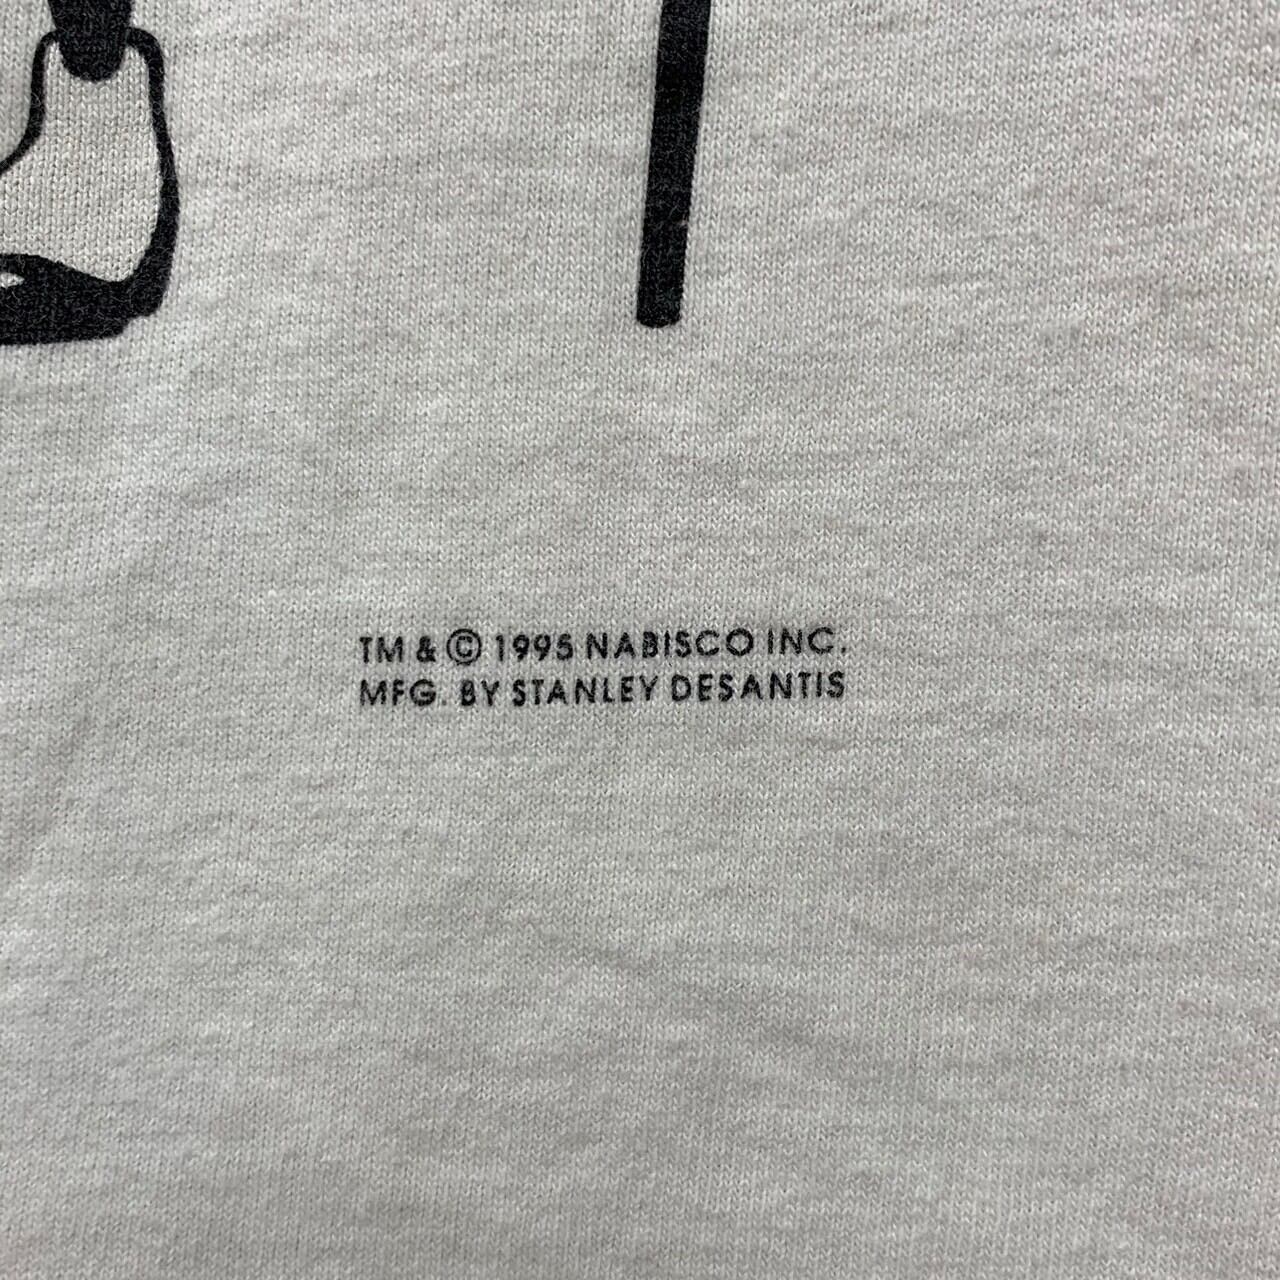 TM & © 1995 NABISCO INC.
MFG. BY STANLEY DESANTIS